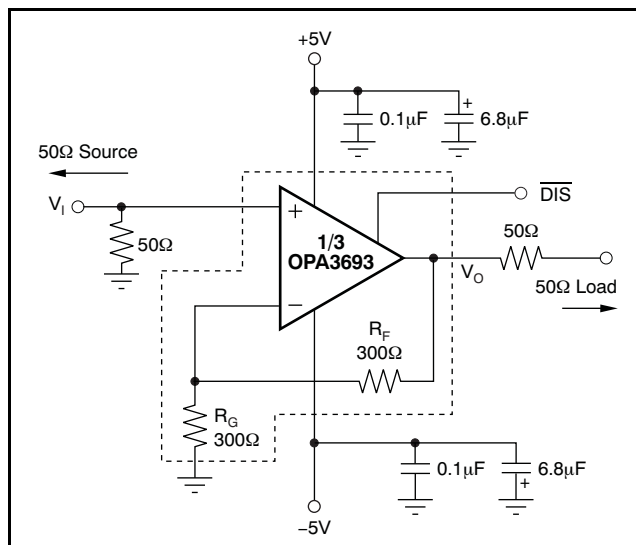 +5V
0.1μF
+
6.8μF
50Ω Source
V_I
50Ω
+
−
1/3
OPA3693
DIS
50Ω
V_O
50Ω Load
R_F
300Ω
R_G
300Ω
0.1μF
6.8μF
+
−5V